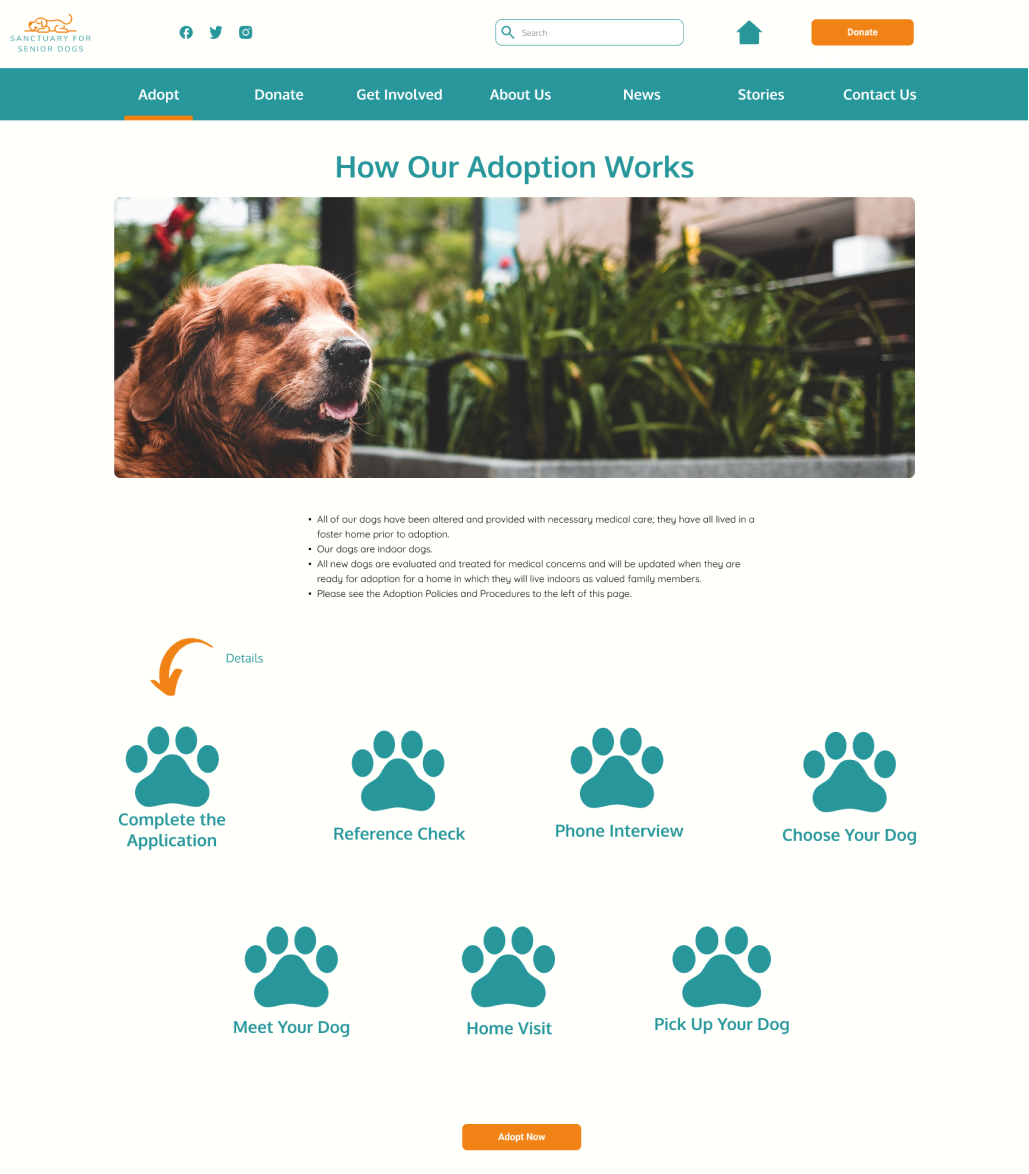 SANCTUARY FOR
SENIOR DOGS
Search
Donate
Adopt
Donate
Get Involved
About Us
News
Stories
Contact Us
How Our Adoption Works
• All of our dogs have been altered and provided with necessary medical care; they have all lived in a
foster home prior to adoption.
• Our dogs are indoor dogs.
• All new dogs are evaluated and treated for medical concerns and will be updated when they are
ready for adoption for a home in which they will live indoors as valued family members.
• Please see the Adoption Policies and Procedures to the left of this page.
Details
Complete the
Application
Reference Check
Phone Interview
Choose Your Dog
Meet Your Dog
Home Visit
Pick Up Your Dog
Adopt Now